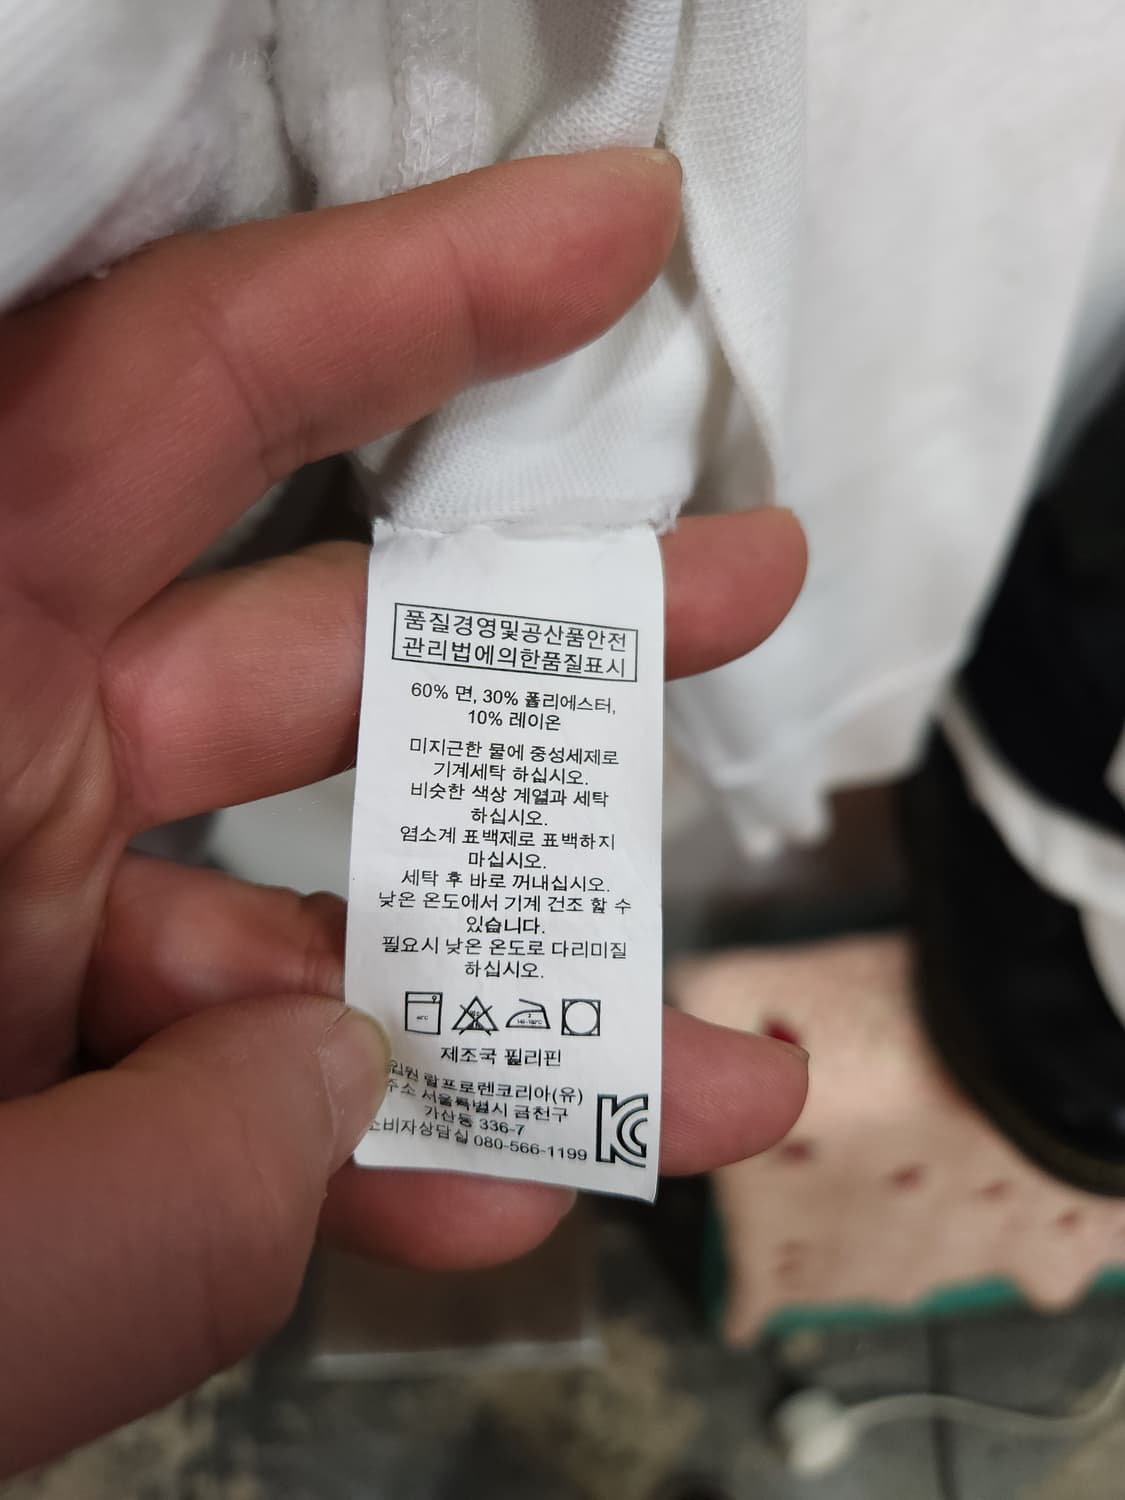 품질경영및공산품안전
관리법에의한품질표시
60% 면, 30% 폴리에스터,
10% 레이온
미지근한 물에 중성세제로
기계세탁 하십시오.
비슷한 색상 계열과 세탁
하십시오.
염소계 표백제로 표백하지
마십시오.
세탁 후 바로 꺼내십시오.
낮은 온도에서 기계 건조 할 수
있습니다.
필요시 낮은 온도로 다리미질
하십시오.
제조국 필리핀
랄프로렌코리아(유)
서울특별시 금천구
가산동 336-7
080-566-1199